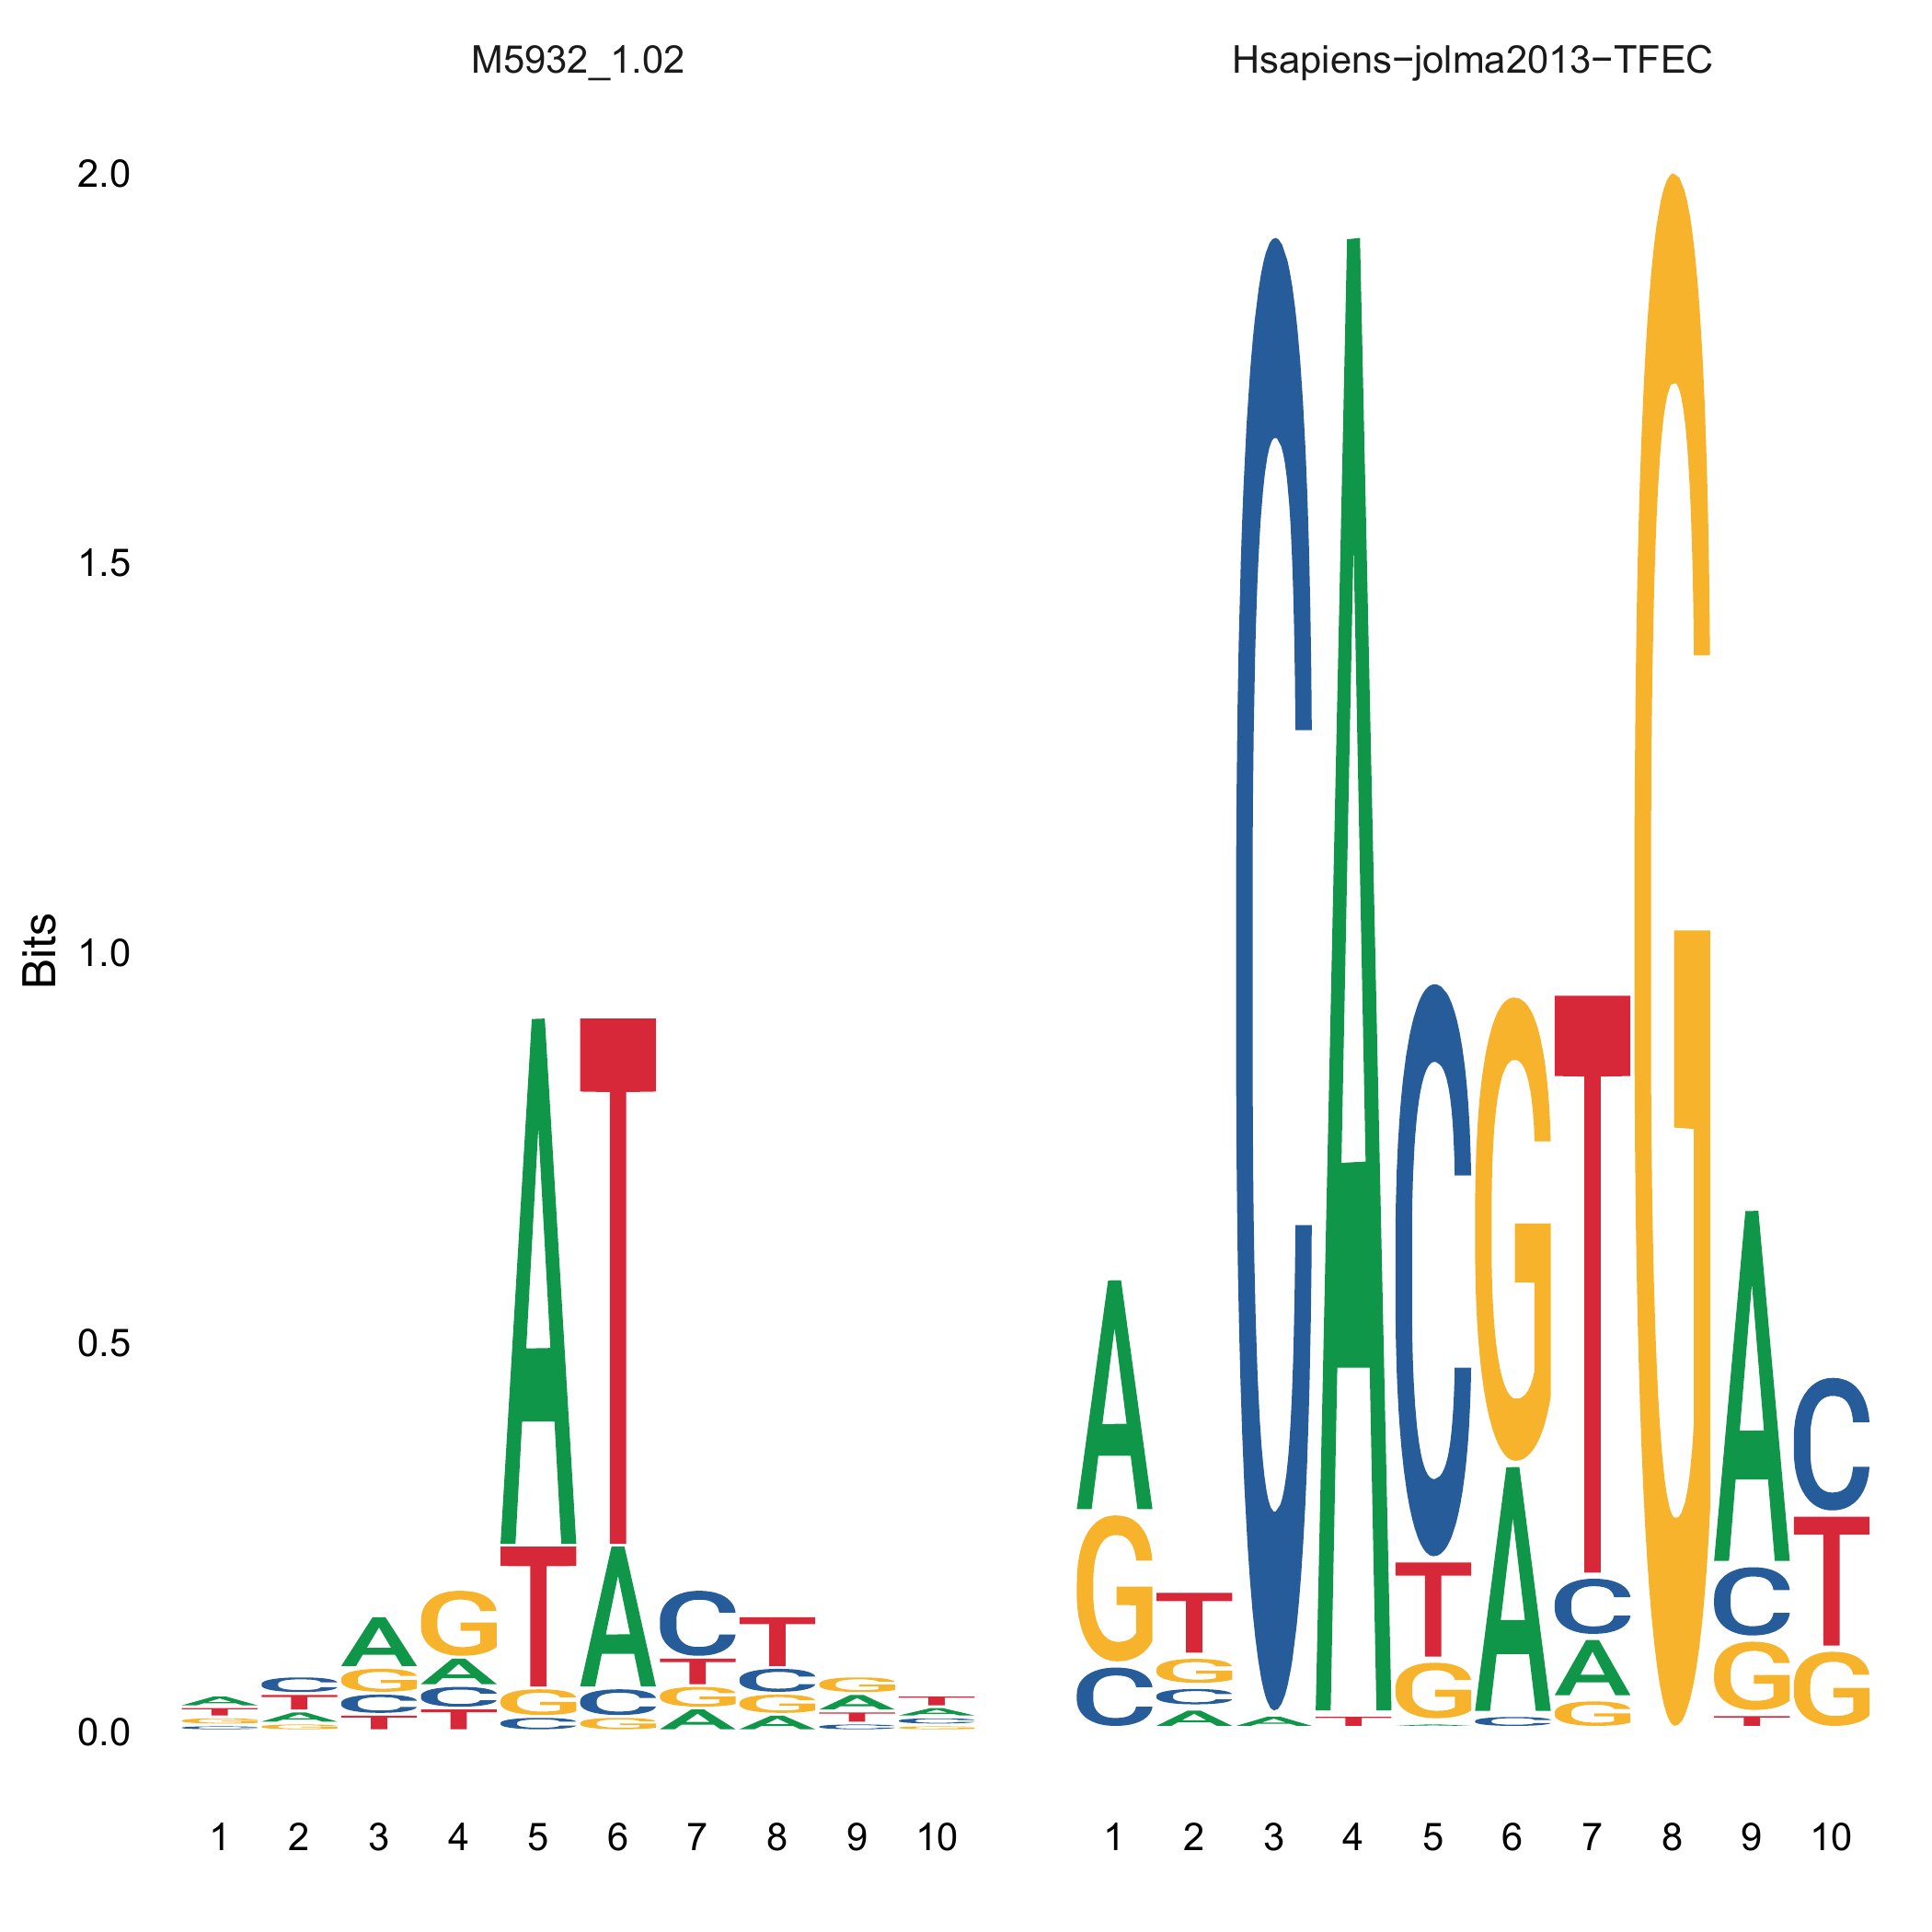 M5932_1.02 Hsapiens−jolma2013−TFEC
2.0
1.5
1.0
0.5
0.0
Bits
A T G C
C T A G
A G C T
G A C T
A T G C
T A C G
C T G A
T C G A
G A T C
T A C G
A G C
T G C A
C A
A T
C T G A
G A C
T C A G
G
A C G T
C T G
1 2 3 4 5 6 7 8 9 10 1 2 3 4 5 6 7 8 9 10